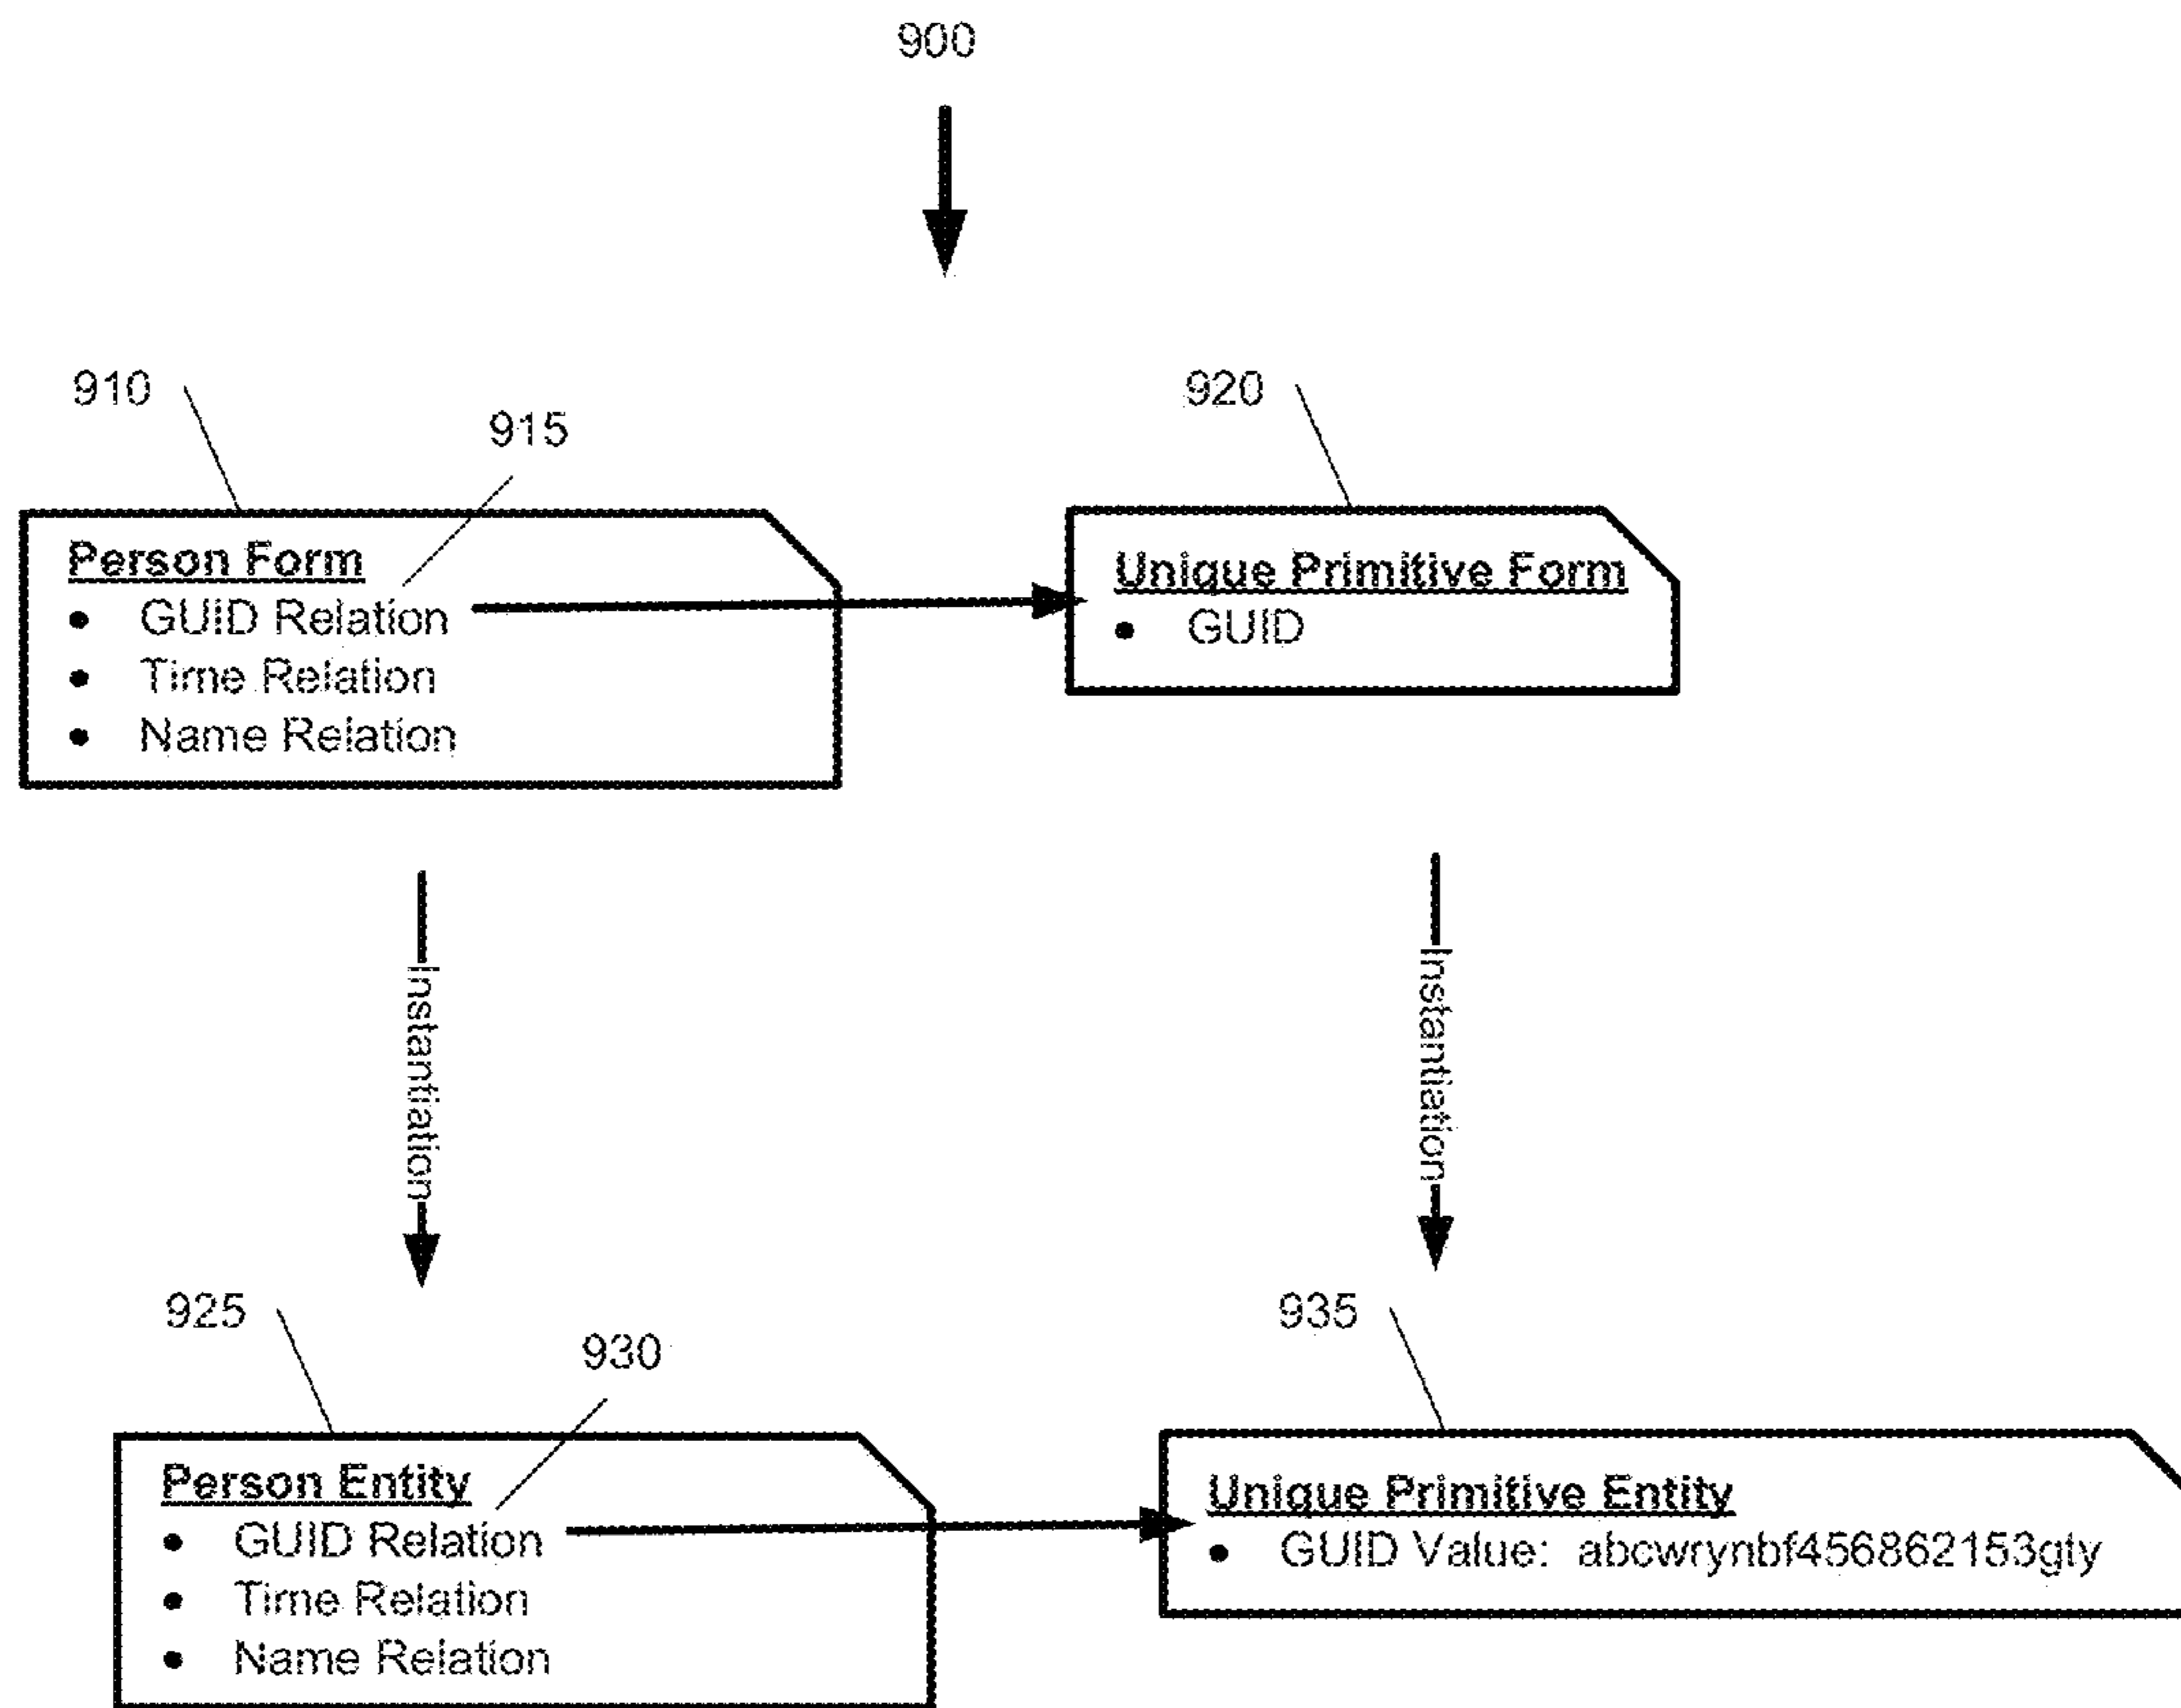 900
910
915
920
Person Form
• GUID Relation
• Time Relation
• Name Relation
Unique Primitive Form
• GUID
Instantiation
Instantiation
925
930
935
Person Entity
• GUID Relation
• Time Relation
• Name Relation
Unique Primitive Entity
• GUID Value: abcwrynbf456862153gty